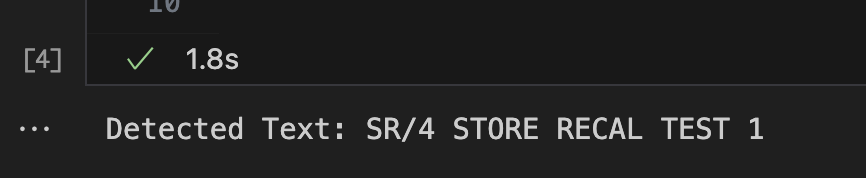 10
[4]
1.8s
Detected Text: SR/4 STORE RECAL TEST 1